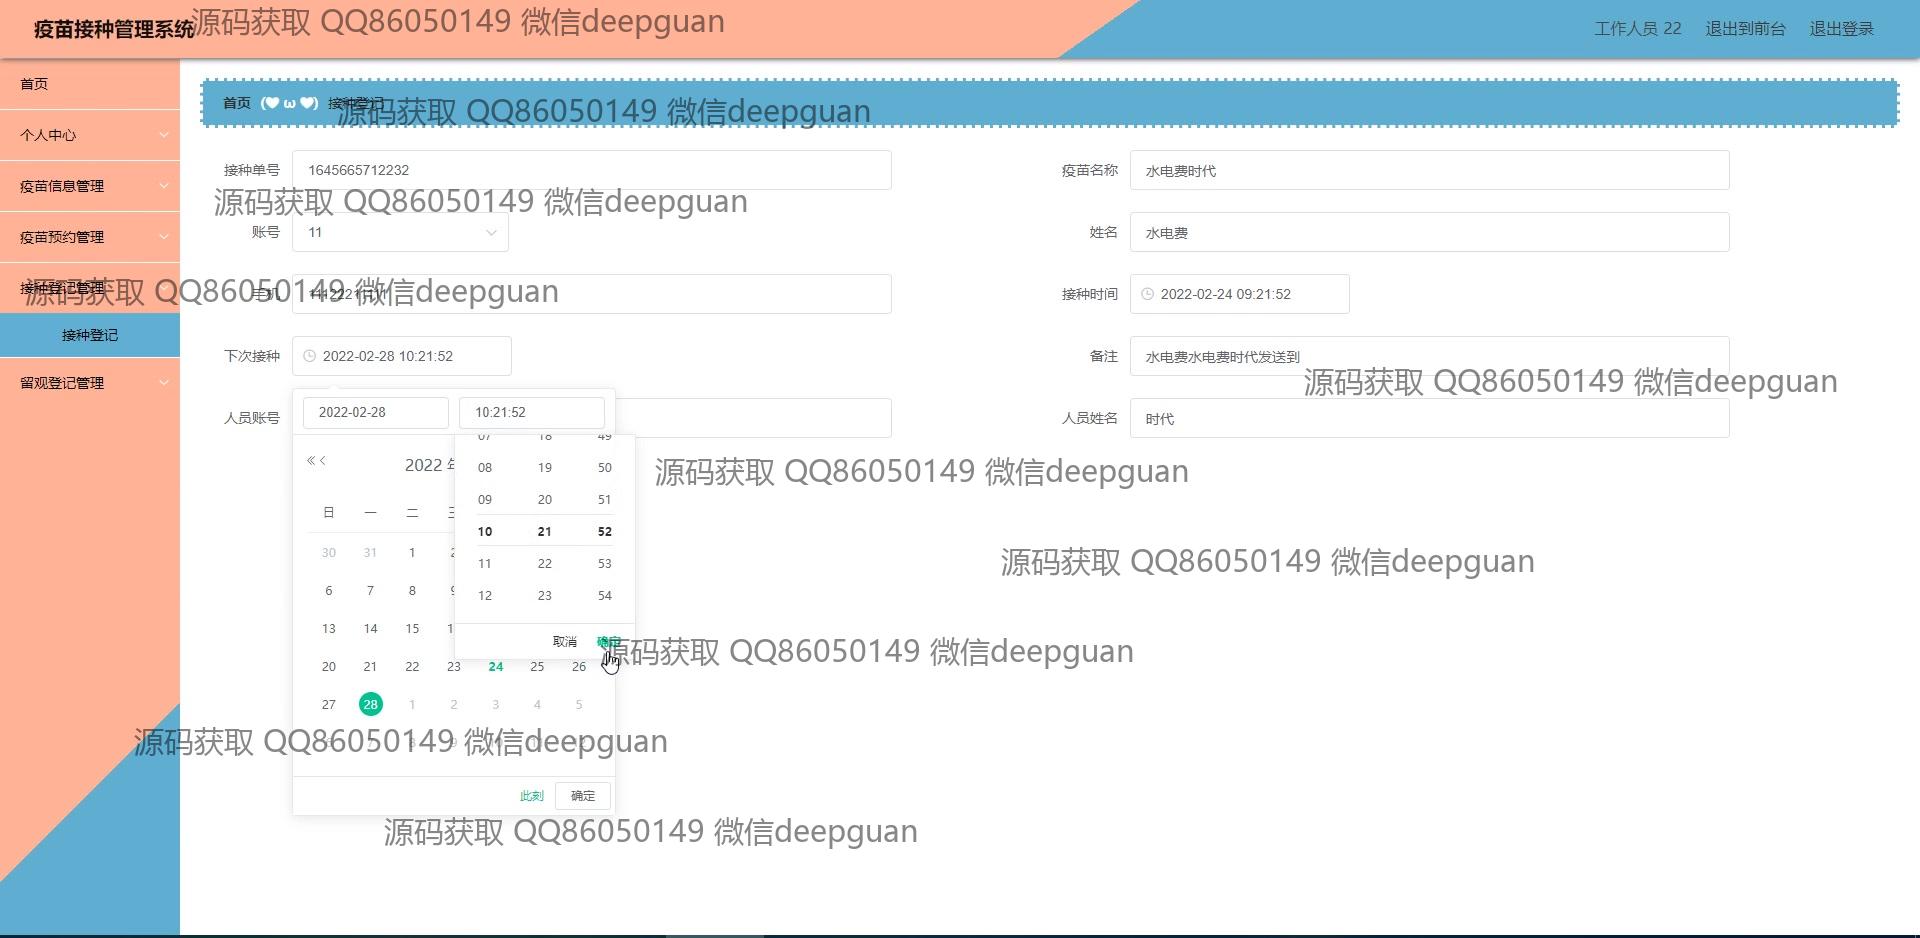 疫苗接种管理系统
源码获取 QQ86050149 微信deepguan
工作人员 22 退出到前台 退出登录
首页
个人中心
疫苗信息管理
疫苗预约管理
接种登记管理
接种登记
留观登记管理
首页 (❤ ω ❤) 接种登记
源码获取 QQ86050149 微信deepguan
接种单号 1645665712232
疫苗名称 水电费时代
源码获取 QQ86050149 微信deepguan
账号 11
姓名 水电费
源码获取 QQ86050149 微信deepguan
手机
接种时间 2022-02-24 09:21:52
下次接种 2022-02-28 10:21:52
备注 水电费水电费时代发送到
源码获取 QQ86050149 微信deepguan
人员账号
人员姓名 时代
2022-02-28 10:21:52
2022 年
日 一 二 三
30 31 1 2
6 7 8 9
13 14 15 1
20 21 22 23 24 25 26
27 28 1 2 3 4 5
07 18 49
08 19 50
09 20 51
10 21 52
11 22 53
12 23 54
取消 确定
源码获取 QQ86050149 微信deepguan
源码获取 QQ86050149 微信deepguan
源码获取 QQ86050149 微信deepguan
源码获取 QQ86050149 微信deepguan
此刻 确定
源码获取 QQ86050149 微信deepguan